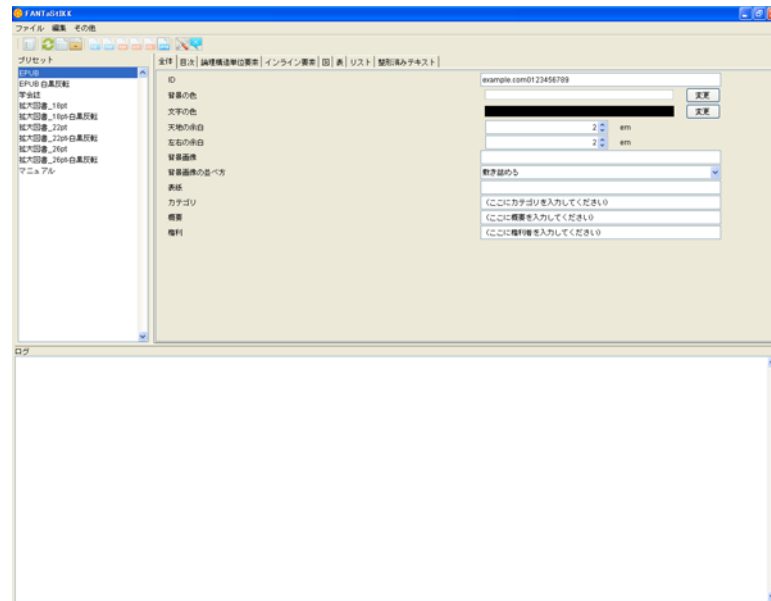 FANTaStIKK
ファイル 編集 その他
プリセット
EPUB
EPUB 白黒反転
学会誌
拡大図書_18pt
拡大図書_18pt-白黒反転
拡大図書_22pt
拡大図書_22pt-白黒反転
拡大図書_26pt
拡大図書_26pt-白黒反転
マニュアル
全体 目次 論理構造単位要素 インライン要素 図 表 リスト 整形済みテキスト
ID example.com0123456789
背景の色 変更
文字の色 変更
天地の余白 2 em
左右の余白 2 em
背景画像
背景画像の並べ方 敷き詰める
表紙
カテゴリ (ここにカテゴリを入力してください)
概要 (ここに概要を入力してください)
権利 (ここに権利者を入力してください)
ログ